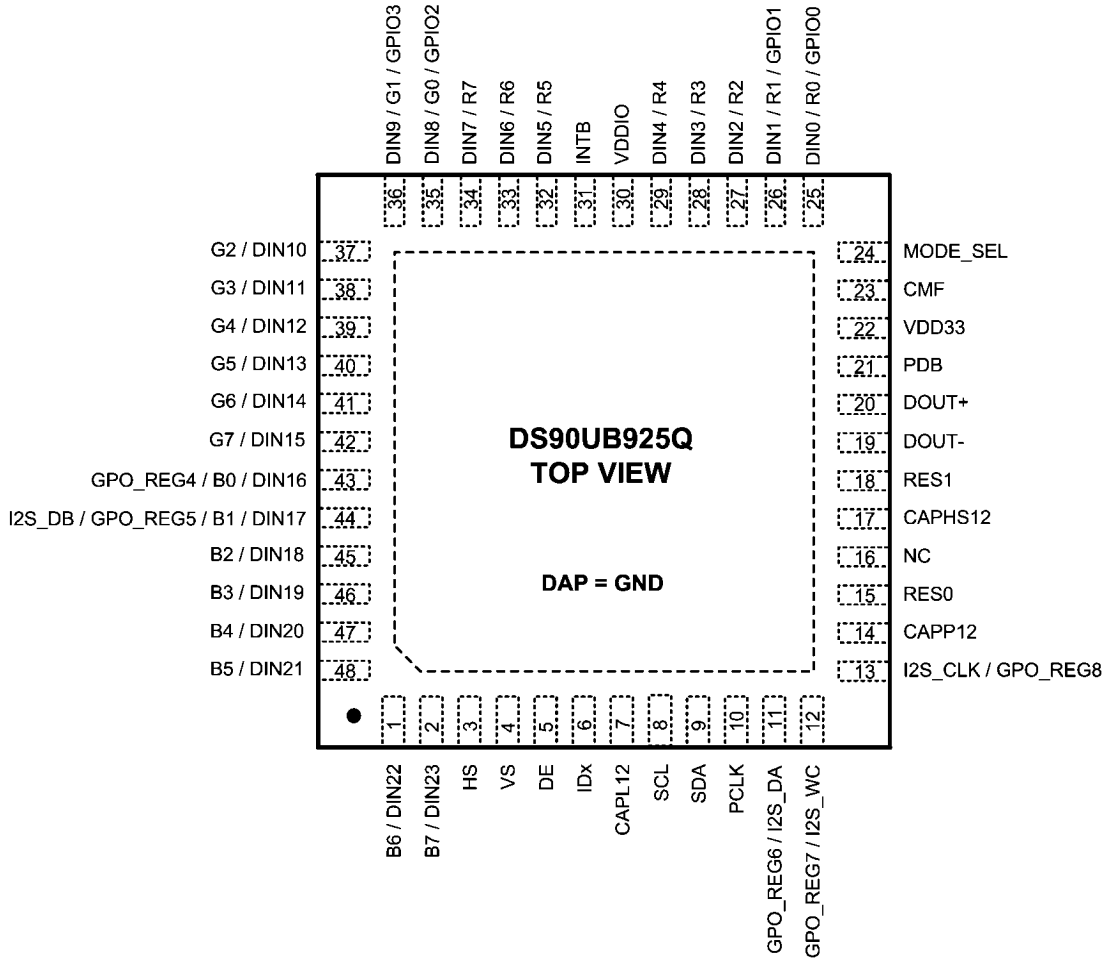 DIN9 / G1 / GPIO3
DIN8 / G0 / GPIO2
DIN7 / R7
DIN6 / R6
DIN5 / R5
INTB
VDDIO
DIN4 / R4
DIN3 / R3
DIN2 / R2
DIN1 / R1 / GPIO1
DIN0 / R0 / GPIO0
36
35
34
33
32
31
30
29
28
27
26
25
G2 / DIN10
37
G3 / DIN11
38
G4 / DIN12
39
G5 / DIN13
40
G6 / DIN14
41
G7 / DIN15
42
GPO_REG4 / B0 / DIN16
43
I2S_DB / GPO_REG5 / B1 / DIN17
44
B2 / DIN18
45
B3 / DIN19
46
B4 / DIN20
47
B5 / DIN21
48
DS90UB925Q
TOP VIEW
DAP = GND
24
MODE_SEL
23
CMF
22
VDD33
21
PDB
20
DOUT+
19
DOUT-
18
RES1
17
CAPHS12
16
NC
15
RES0
14
CAPP12
13
I2S_CLK / GPO_REG8
1
2
3
4
5
6
7
8
9
10
11
12
B6 / DIN22
B7 / DIN23
HS
VS
DE
IDx
CAPL12
SCL
SDA
PCLK
GPO_REG6 / I2S_DA
GPO_REG7 / I2S_WC